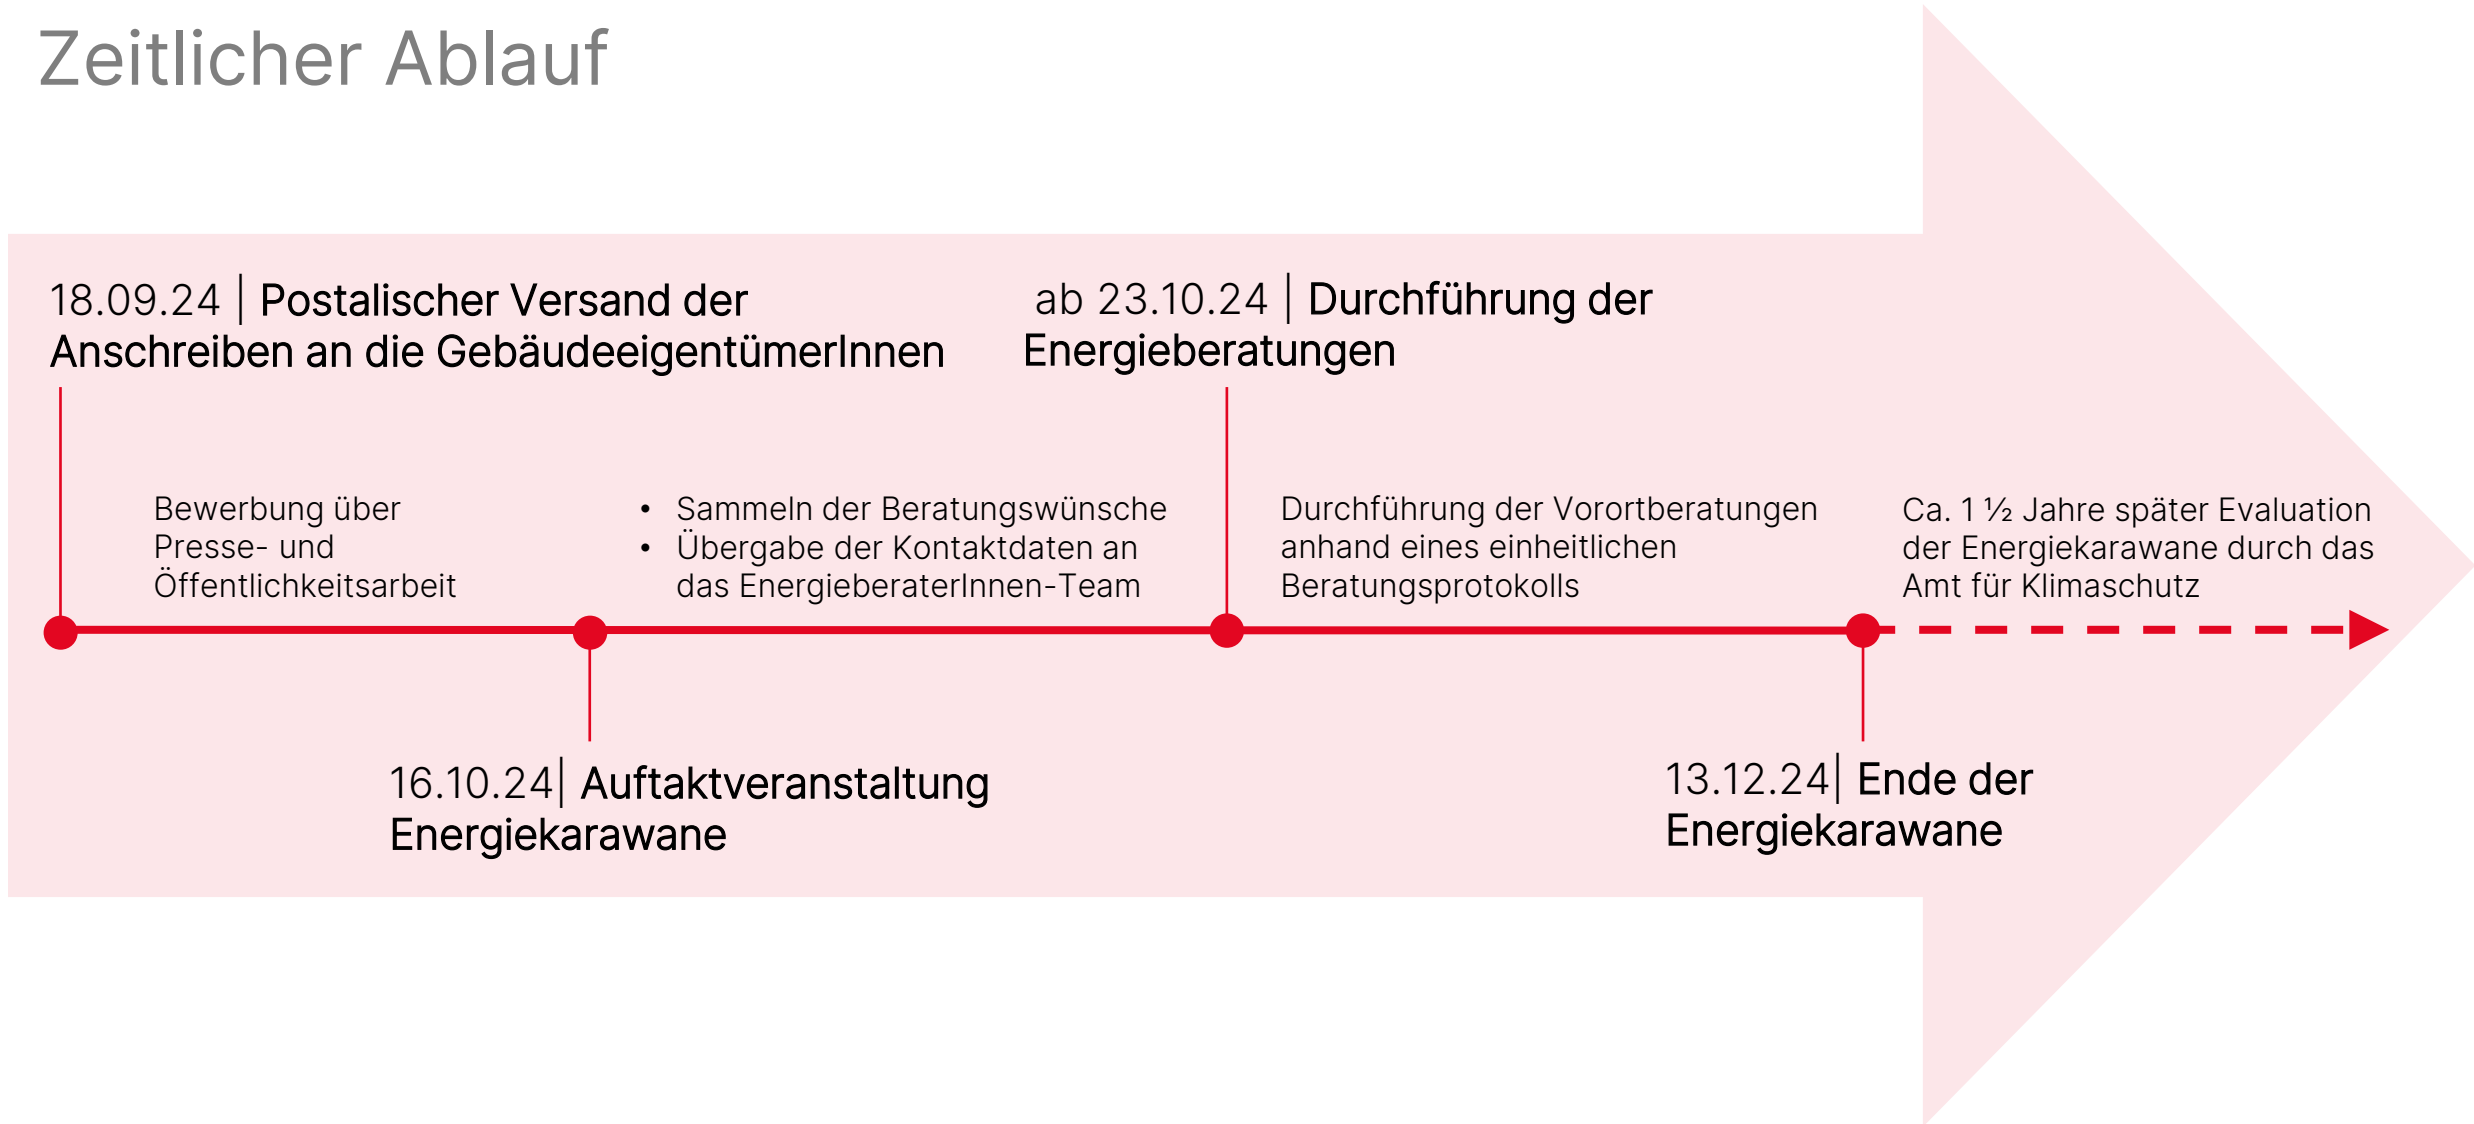 Zeitlicher Ablauf
18.09.24 | Postalischer Versand der
Anschreiben an die GebäudeeigentümerInnen
ab 23.10.24 | Durchführung der
Energieberatungen
Bewerbung über
Presse- und
Öffentlichkeitsarbeit
• Sammeln der Beratungswünsche
• Übergabe der Kontaktdaten an
das EnergieberaterInnen-Team
Durchführung der Vorortberatungen
anhand eines einheitlichen
Beratungsprotokolls
Ca. 1 ½ Jahre später Evaluation
der Energiekarawane durch das
Amt für Klimaschutz
16.10.24| Auftaktveranstaltung
Energiekarawane
13.12.24| Ende der
Energiekarawane